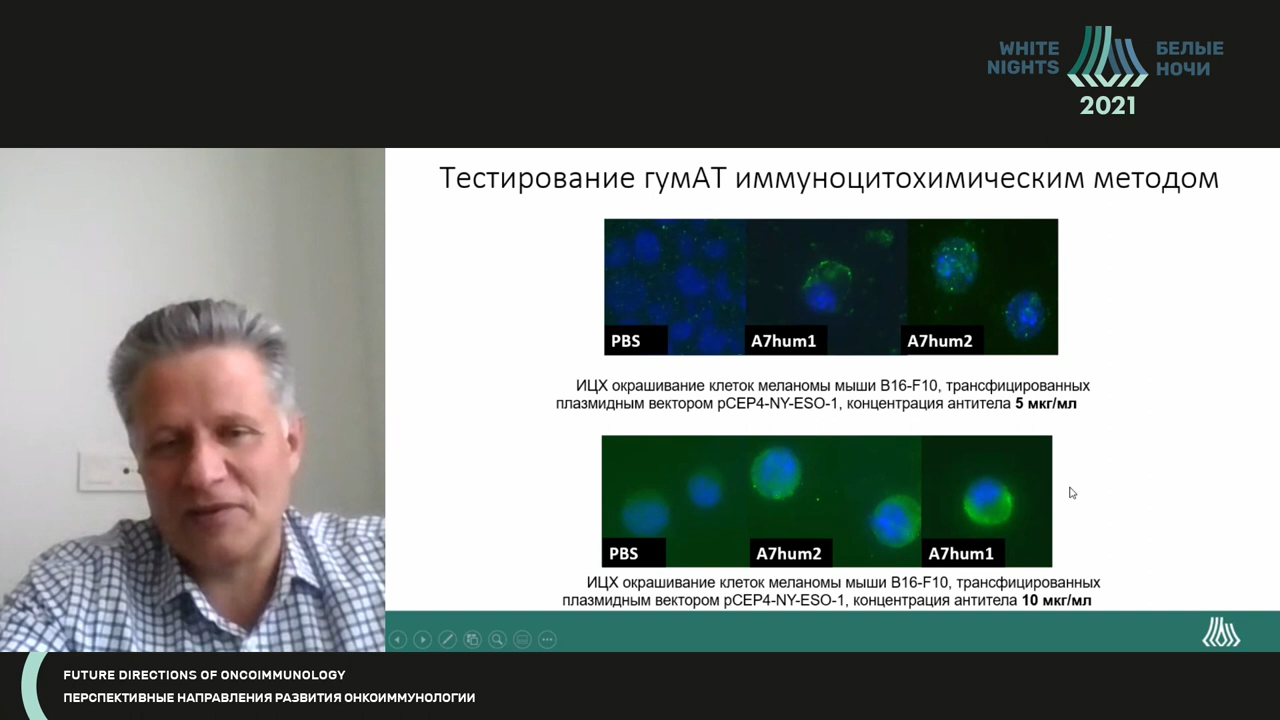 WHITE
NIGHTS
БЕЛЫЕ
НОЧИ
2021
Тестирование гумАТ иммуноцитохимическим методом
PBS
A7hum1
A7hum2
ИЦХ окрашивание клеток меланомы мыши B16-F10, трансфицированных
плазмидным вектором pCEP4-NY-ESO-1, концентрация антитела 5 мкг/мл
PBS
A7hum2
A7hum1
ИЦХ окрашивание клеток меланомы мыши B16-F10, трансфицированных
плазмидным вектором pCEP4-NY-ESO-1, концентрация антитела 10 мкг/мл
FUTURE DIRECTIONS OF ONCOIMMUNOLOGY
ПЕРСПЕКТИВНЫЕ НАПРАВЛЕНИЯ РАЗВИТИЯ ОНКОИММУНОЛОГИИ